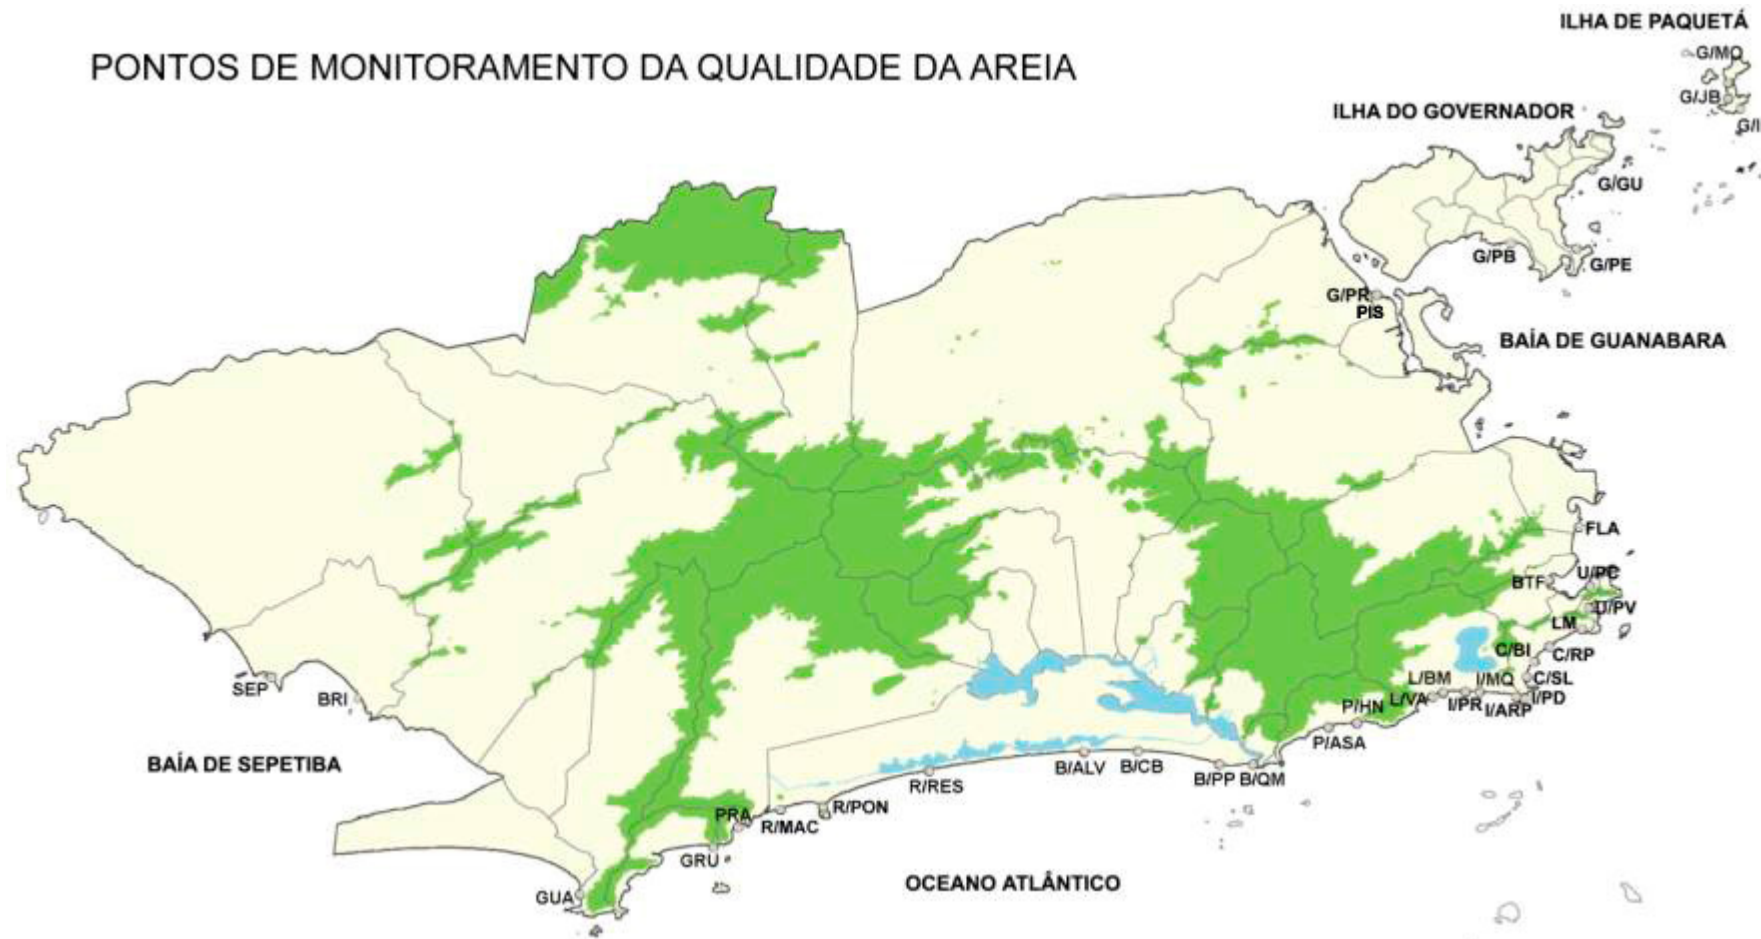 ILHA DE PAQUETÁ
PONTOS DE MONITORAMENTO DA QUALIDADE DA AREIA
G/MO
G/JB
ILHA DO GOVERNADOR
G/GU
G/PB
G/PE
G/PR
PIS
BAÍA DE GUANABARA
FLA
BTF
U/PC
U/PV
LM
C/BI
C/RP
SEP
BRI
L/BM
I/MQ
C/SL
P/HN
L/VA
I/PR
I/ARP
I/PD
P/ASA
BAÍA DE SEPETIBA
B/ALV
B/CB
B/PP
B/QM
R/RES
R/PON
PRA
R/MAC
GRU
GUA
OCEANO ATLÂNTICO